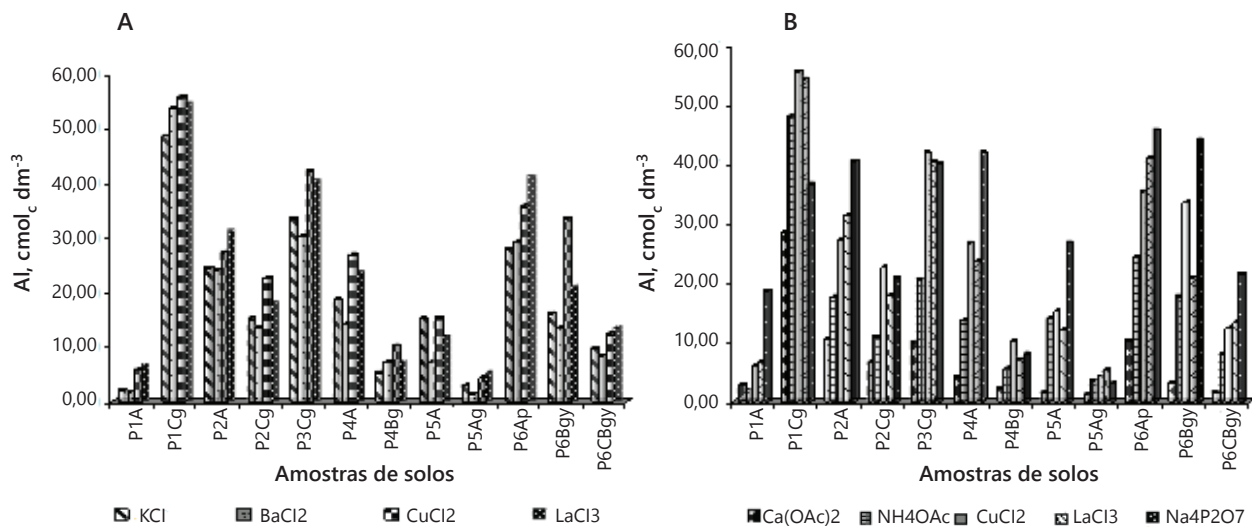 A
Al, cmolc dm-3
60,00
50,00
40,00
30,00
20,00
10,00
0,00
P1A
P1Cg
P2A
P2Cg
P3Cg
P4A
P4Bg
P5A
P5Ag
P6Ap
P6Bgy
P6CBgy
Amostras de solos
KCl
BaCl2
CuCl2
LaCl3
B
Al, cmolc dm-3
60,00
50,00
40,00
30,00
20,00
10,00
0,00
P1A
P1Cg
P2A
P2Cg
P3Cg
P4A
P4Bg
P5A
P5Ag
P6Ap
P6Bgy
P6CBgy
Amostras de solos
Ca(OAc)2
NH4OAc
CuCl2
LaCl3
Na4P2O7